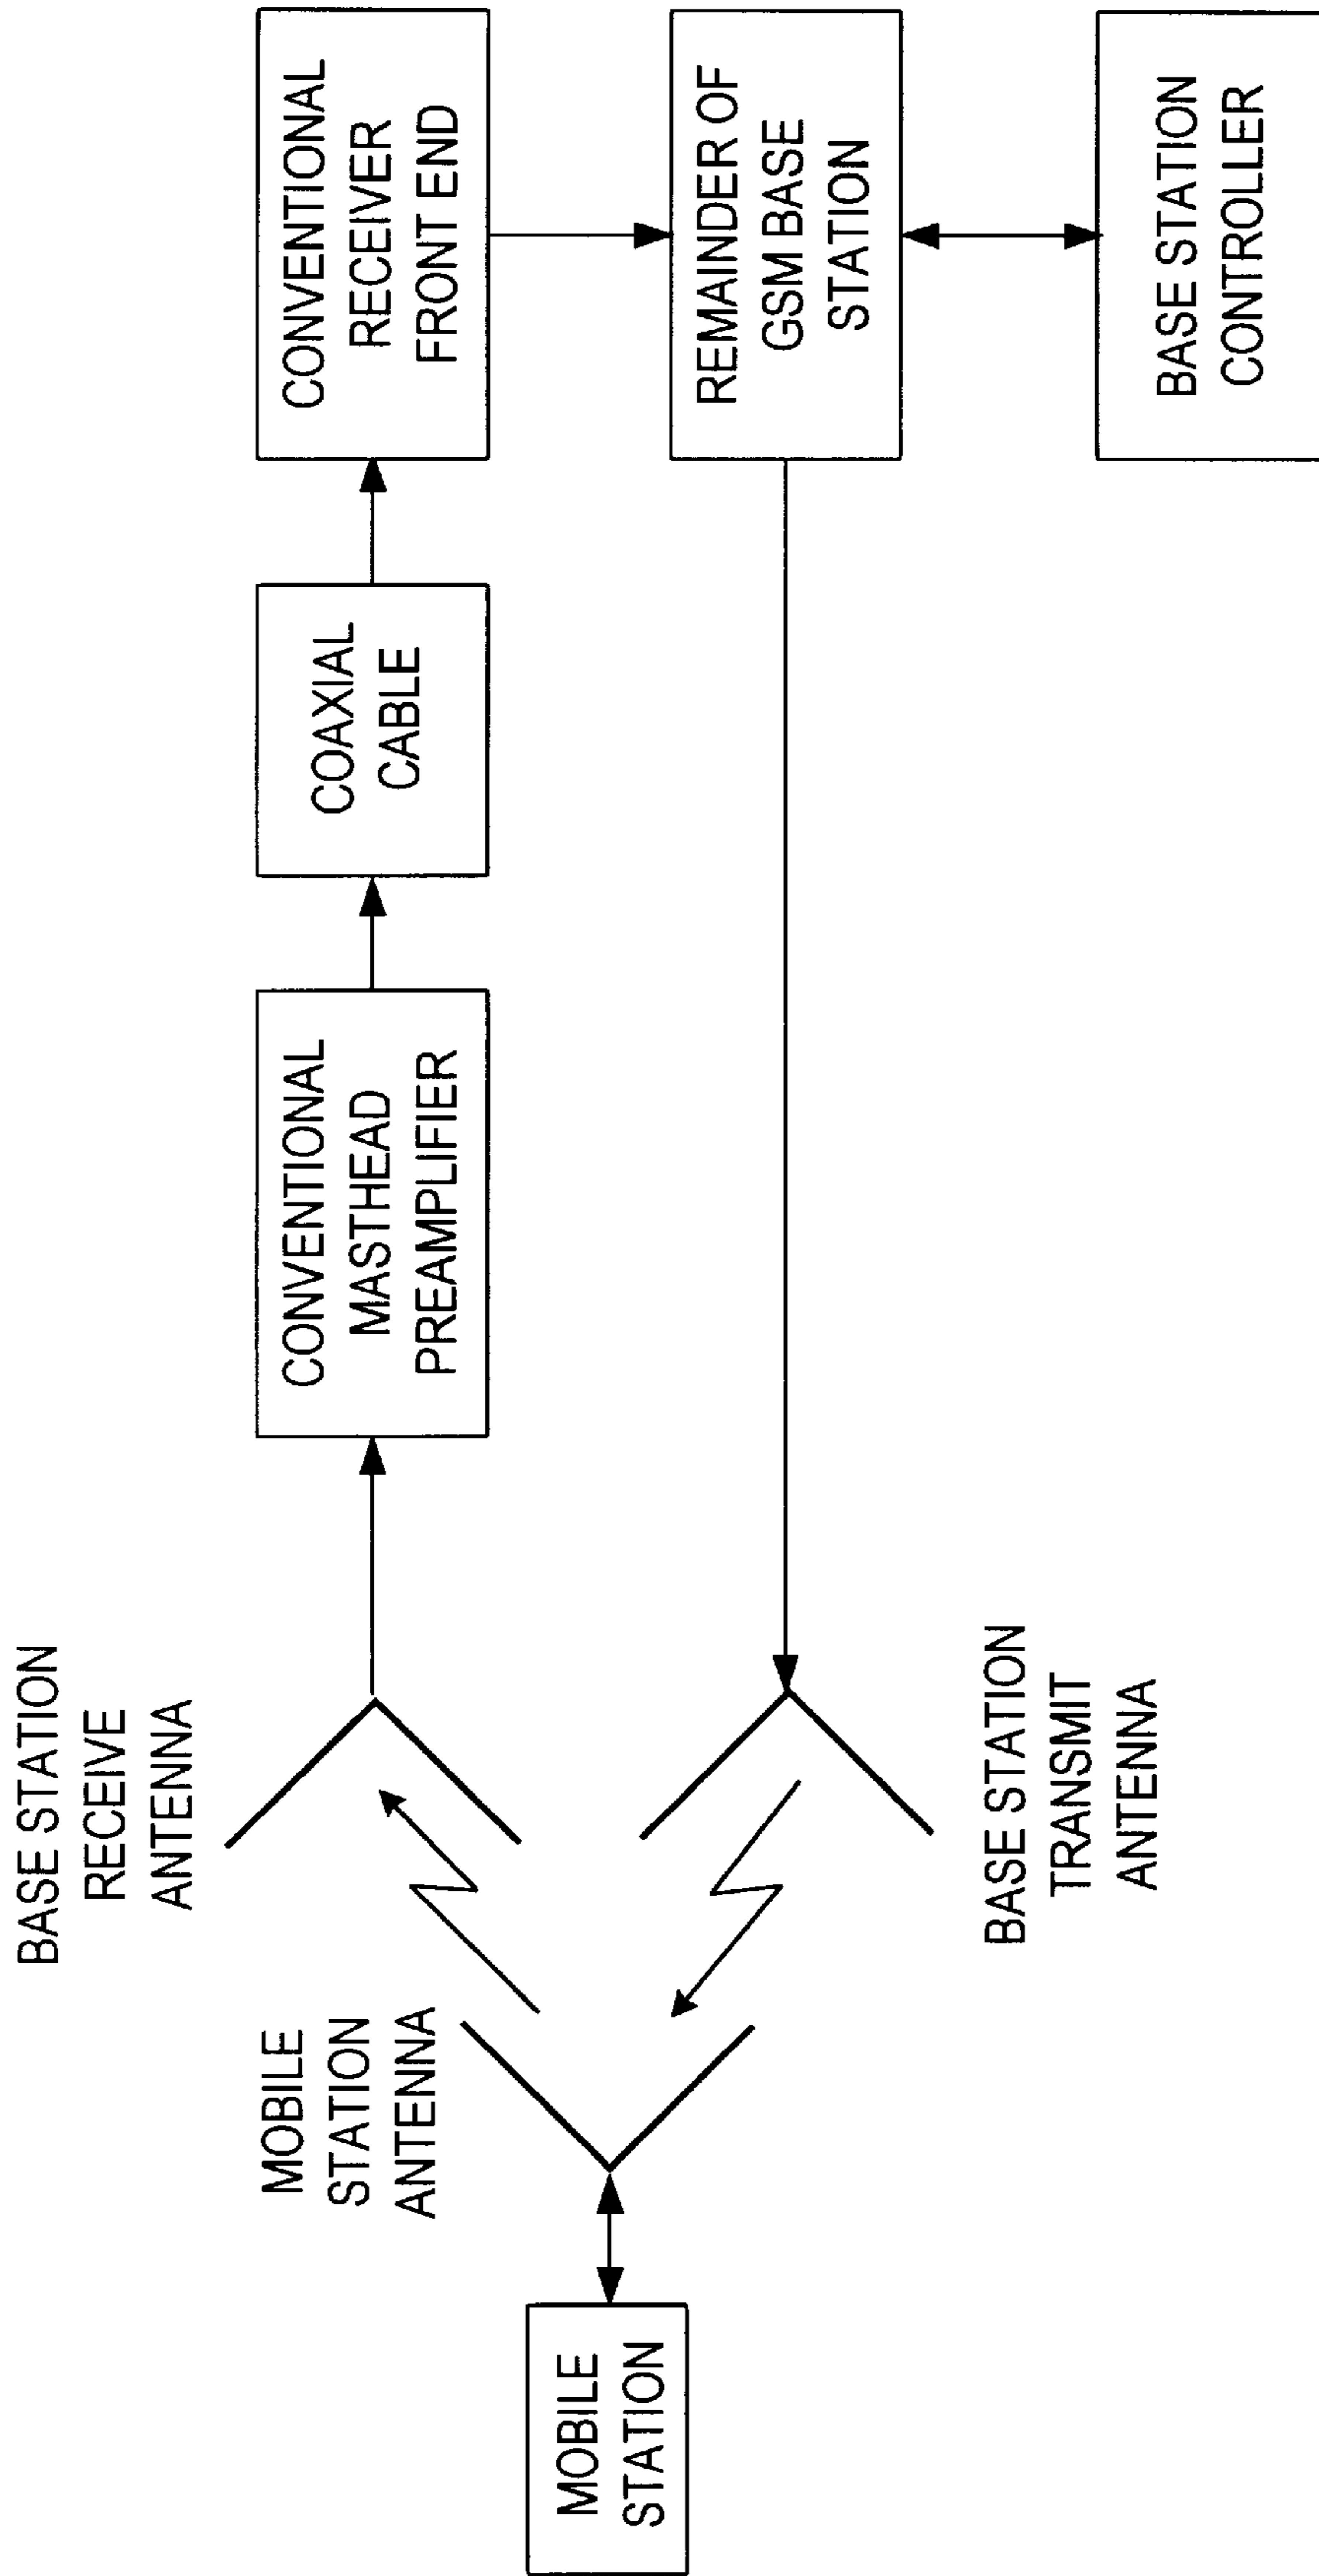 BASE STATION
RECEIVE
ANTENNA
MOBILE
STATION
ANTENNA
MOBILE
STATION
CONVENTIONAL
MASTHEAD
PREAMPLIFIER
COAXIAL
CABLE
CONVENTIONAL
RECEIVER
FRONT END
REMAINDER OF
GSM BASE
STATION
BASE STATION
TRANSMIT
ANTENNA
BASE STATION
CONTROLLER